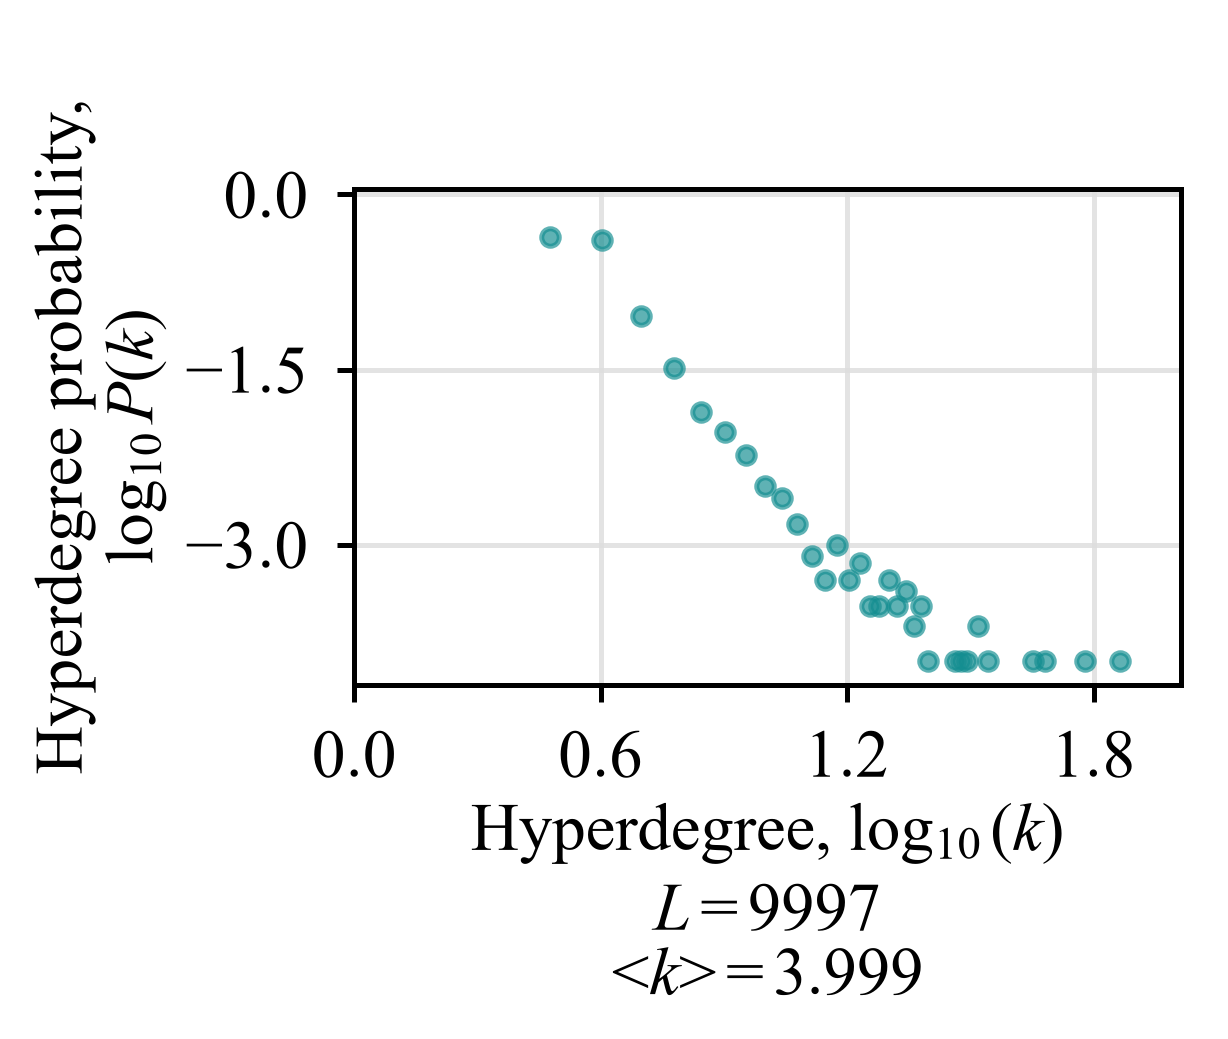 Hyperdegree probability,
log₁₀P(k)
0.0
−1.5
−3.0
0.0 0.6 1.2 1.8
Hyperdegree, log₁₀(k)
L=9997
<k>=3.999